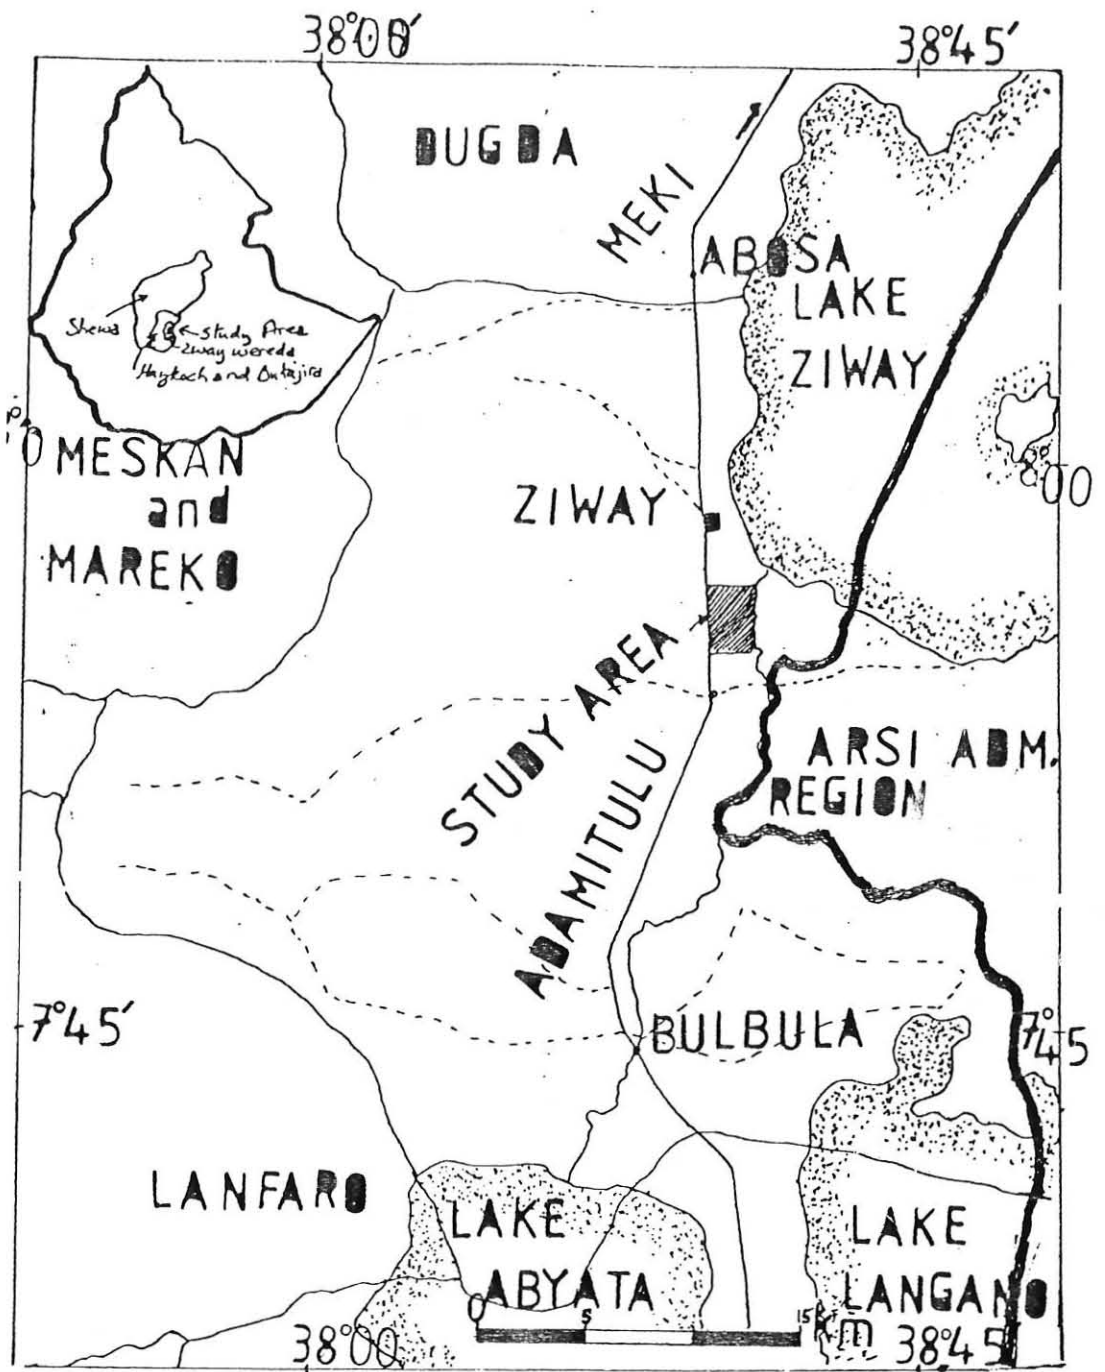 38°00′
38°45′
DUGDA
MEKI
ABOSA
LAKE
ZIWAY
Shewa
study Area
Ziway wereda
Haykoch and Butajira
MESKAN
and
MAREKO
ZIWAY
8°00
STUDY AREA
ADAMITULU
ARSI ADM.
REGION
7°45′
BULBULA
7°45
LANFARO
LAKE
ABYATA
LAKE
LANGANO
0
5
15
km
38°00
38°45